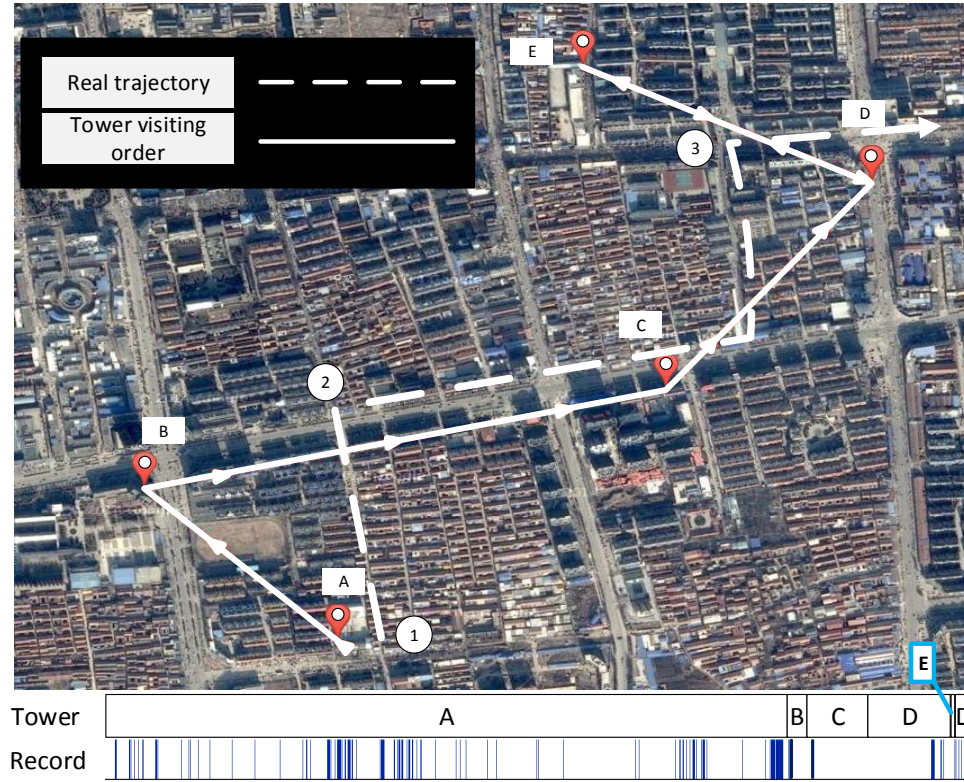 Real trajectory
Tower visiting
order
E
D
3
C
2
B
A
1
E
Tower A B C D D
Record